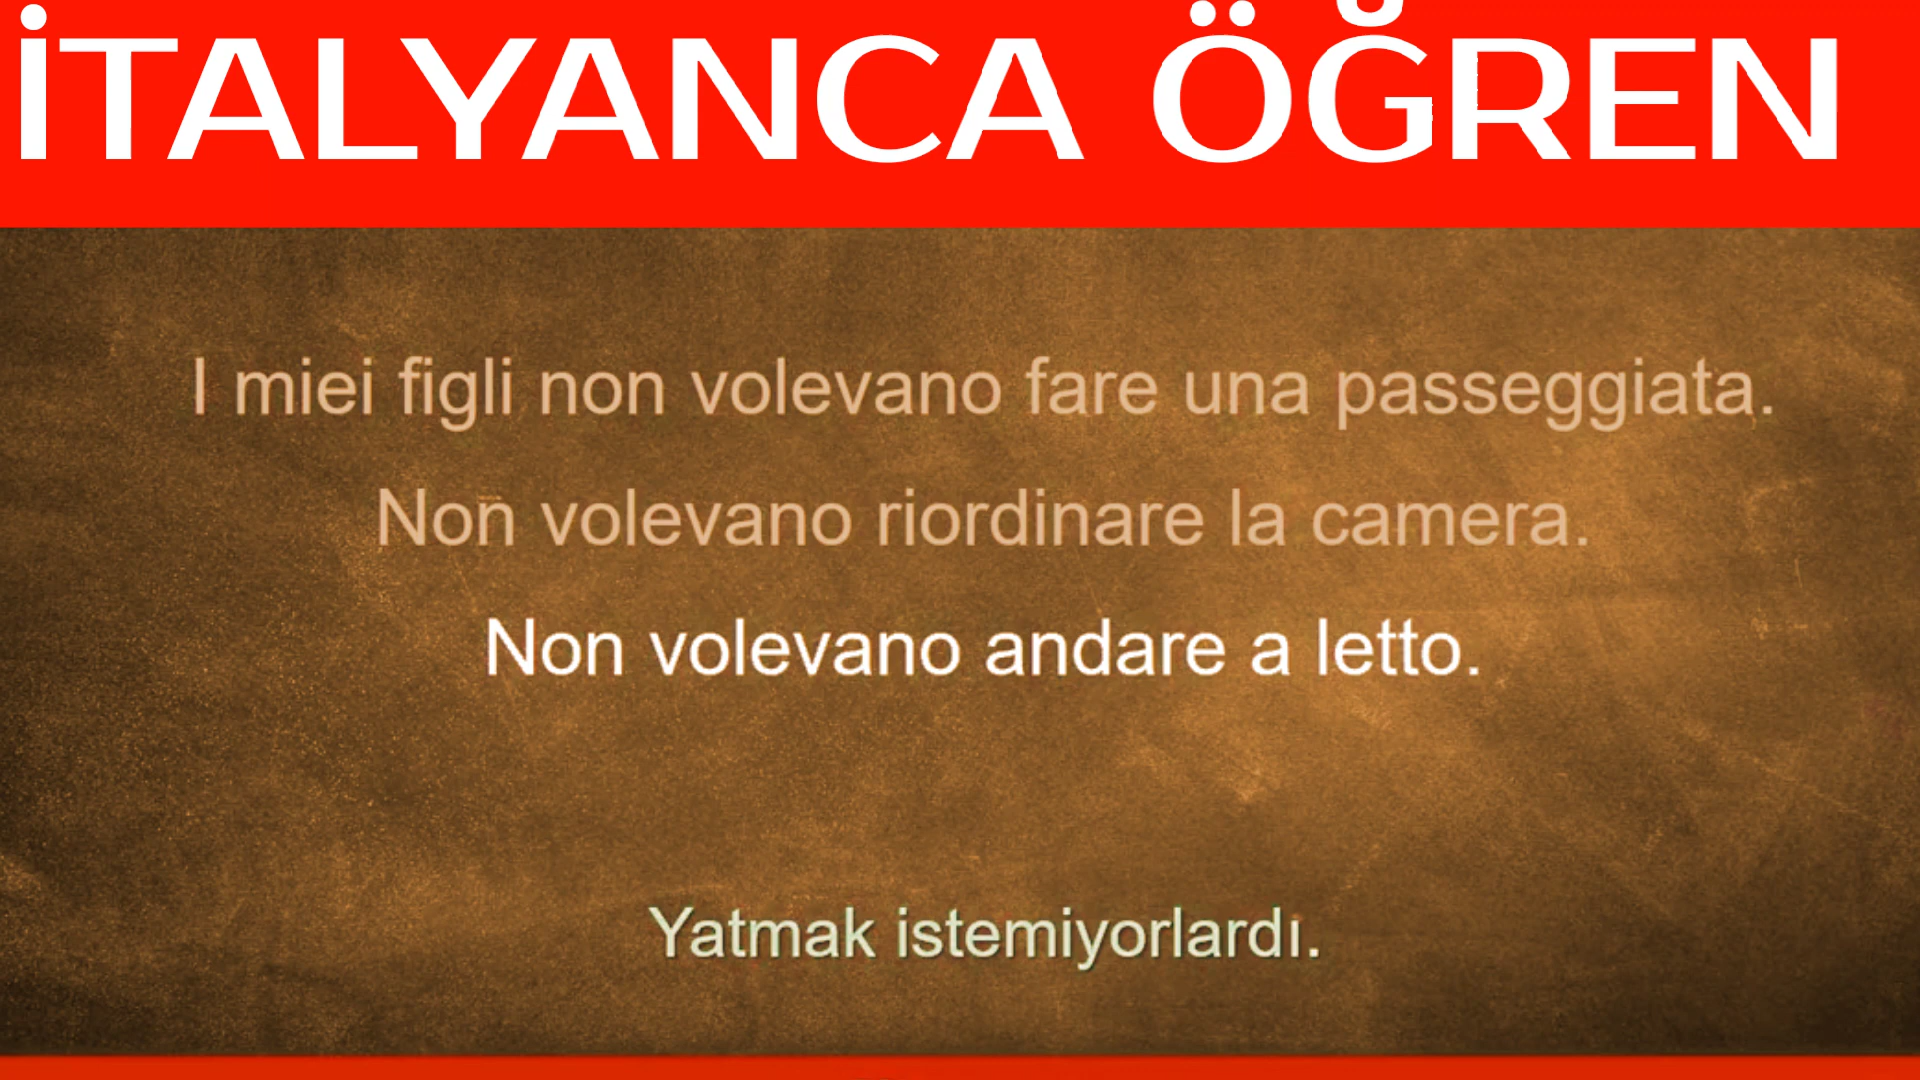 İTALYANCA ÖĞREN
I miei figli non volevano fare una passeggiata.
Non volevano riordinare la camera.
Non volevano andare a letto.
Yatmak istemiyorlardı.